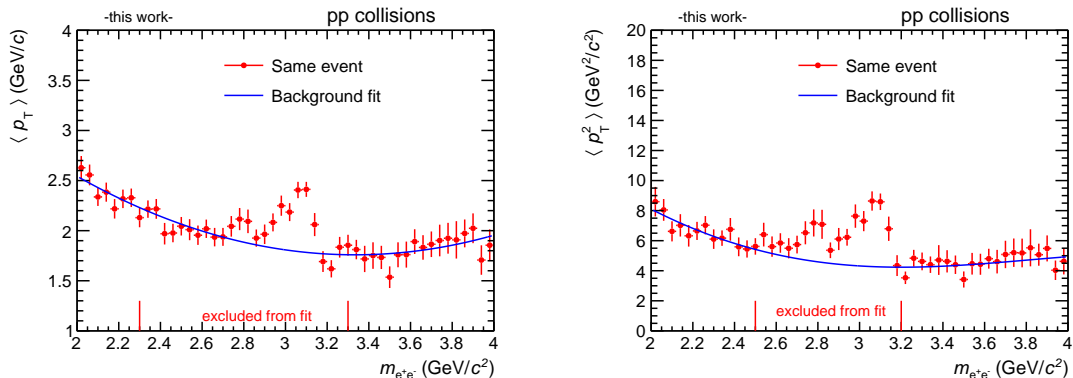 -this work-
pp collisions
⟨ p_T ⟩ (GeV/c)
4
3.5
3
2.5
2
1.5
1
Same event
Background fit
excluded from fit
2 2.2 2.4 2.6 2.8 3 3.2 3.4 3.6 3.8 4
m_e⁺e⁻ (GeV/c²)
-this work-
pp collisions
⟨ p_T² ⟩ (GeV²/c²)
20
18
16
14
12
10
8
6
4
2
0
Same event
Background fit
excluded from fit
2 2.2 2.4 2.6 2.8 3 3.2 3.4 3.6 3.8 4
m_e⁺e⁻ (GeV/c²)